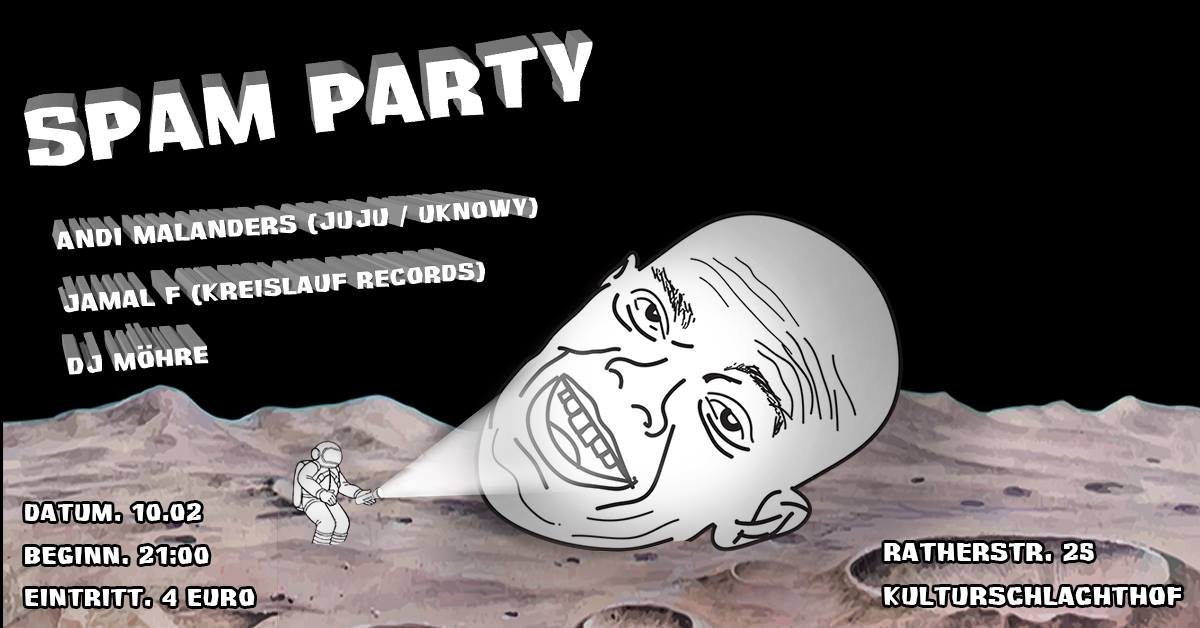 SPAM PARTY
ANDI MALANDERS (JUJU / UKNOWY)
JAMAL F (KREISLAUF RECORDS)
DJ MÖHRE
DATUM. 10.02
BEGINN. 21:00
EINTRITT. 4 EURO
RATHERSTR. 25
KULTURSCHLACHTHOF